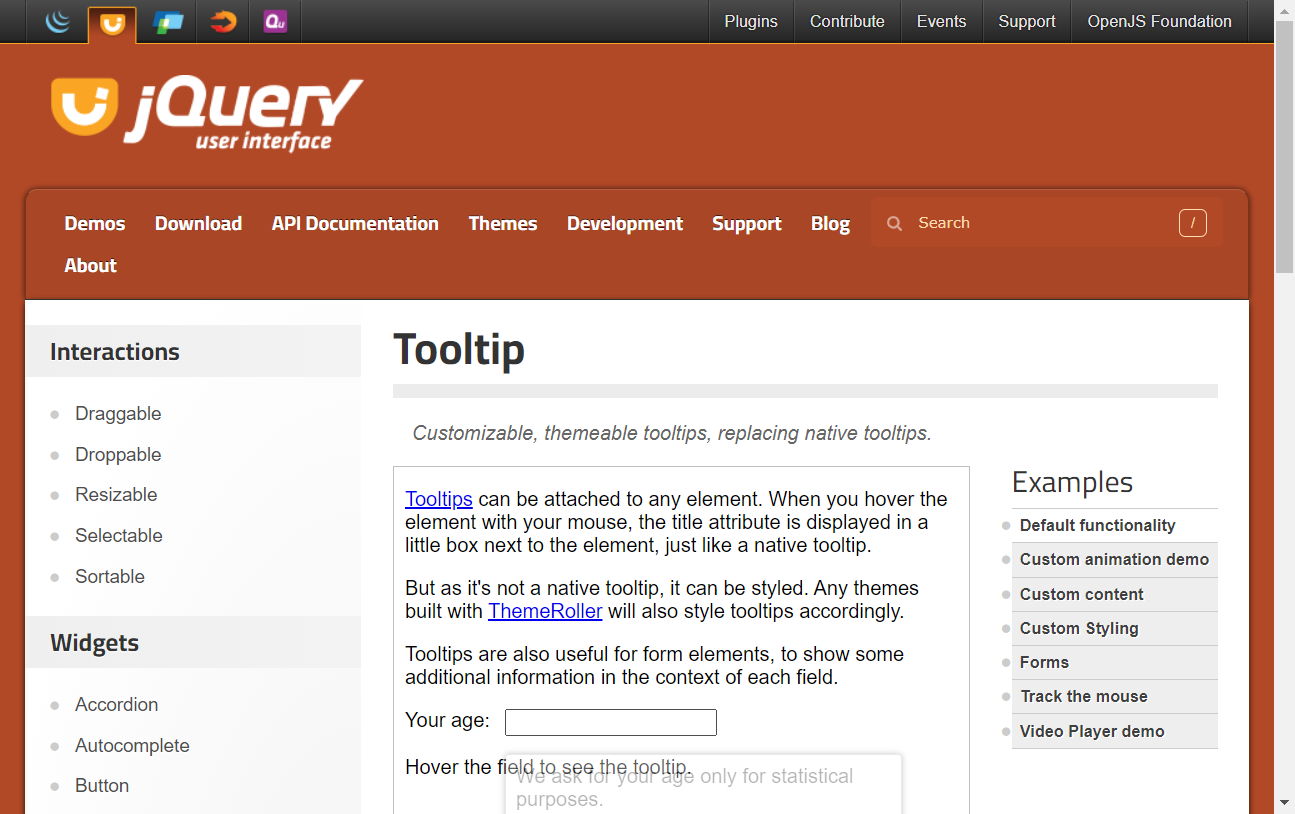 Qu
Plugins
Contribute
Events
Support
OpenJS Foundation
jQuery
user interface
Demos
Download
API Documentation
Themes
Development
Support
Blog
Search
/
About
Interactions
Draggable
Droppable
Resizable
Selectable
Sortable
Widgets
Accordion
Autocomplete
Button
Tooltip
Customizable, themeable tooltips, replacing native tooltips.
Tooltips can be attached to any element. When you hover the
element with your mouse, the title attribute is displayed in a
little box next to the element, just like a native tooltip.
But as it's not a native tooltip, it can be styled. Any themes
built with ThemeRoller will also style tooltips accordingly.
Tooltips are also useful for form elements, to show some
additional information in the context of each field.
Your age:
Hover the field to see the tooltip.
We ask for your age only for statistical
purposes.
Examples
Default functionality
Custom animation demo
Custom content
Custom Styling
Forms
Track the mouse
Video Player demo